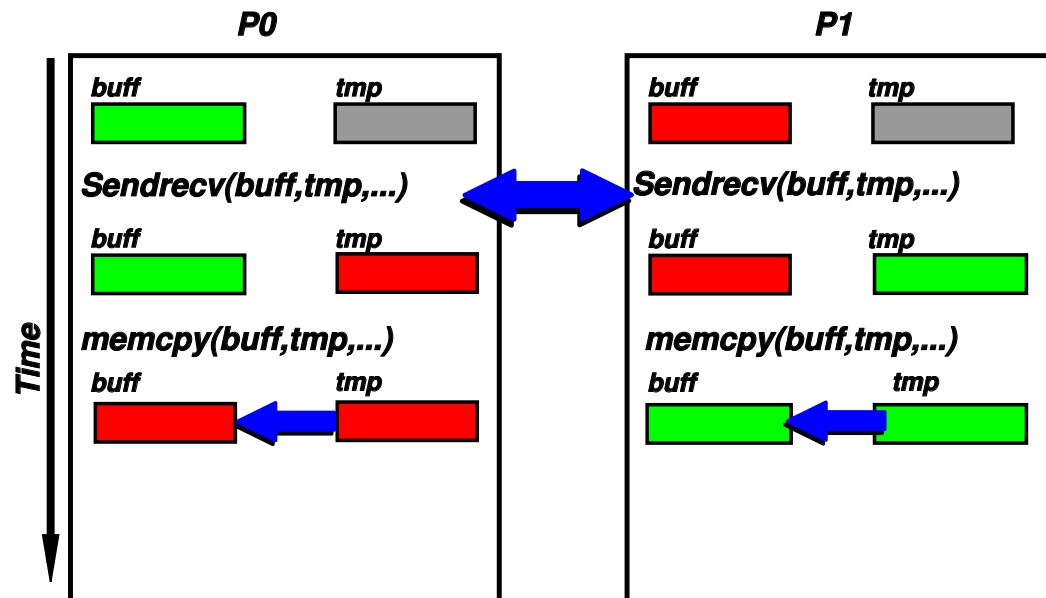 P0
P1
buff tmp
buff tmp
Sendrecv(buff,tmp,...)
Sendrecv(buff,tmp,...)
buff tmp
buff tmp
memcpy(buff,tmp,...)
memcpy(buff,tmp,...)
buff tmp
buff tmp
Time